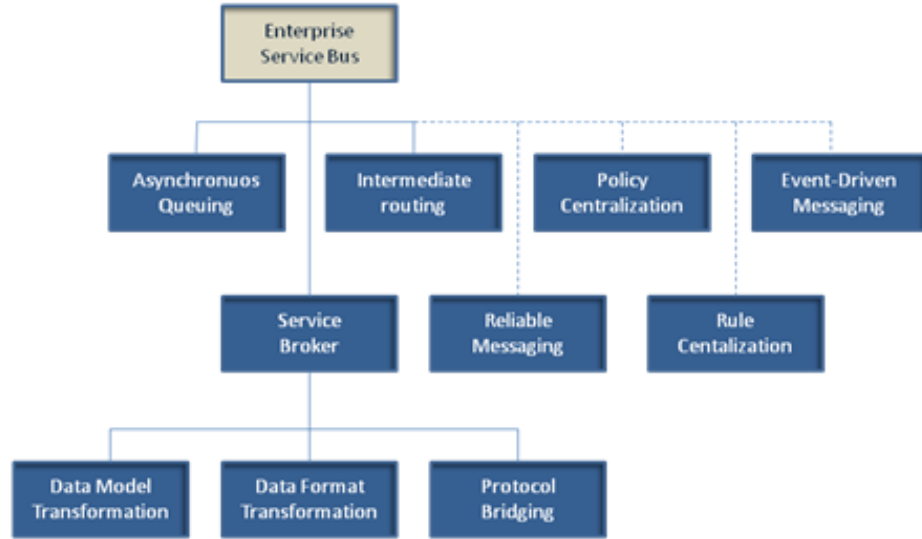 Enterprise
Service Bus
Asynchronuos
Queuing
Intermediate
routing
Policy
Centralization
Event-Driven
Messaging
Service
Broker
Reliable
Messaging
Rule
Centalization
Data Model
Transformation
Data Format
Transformation
Protocol
Bridging